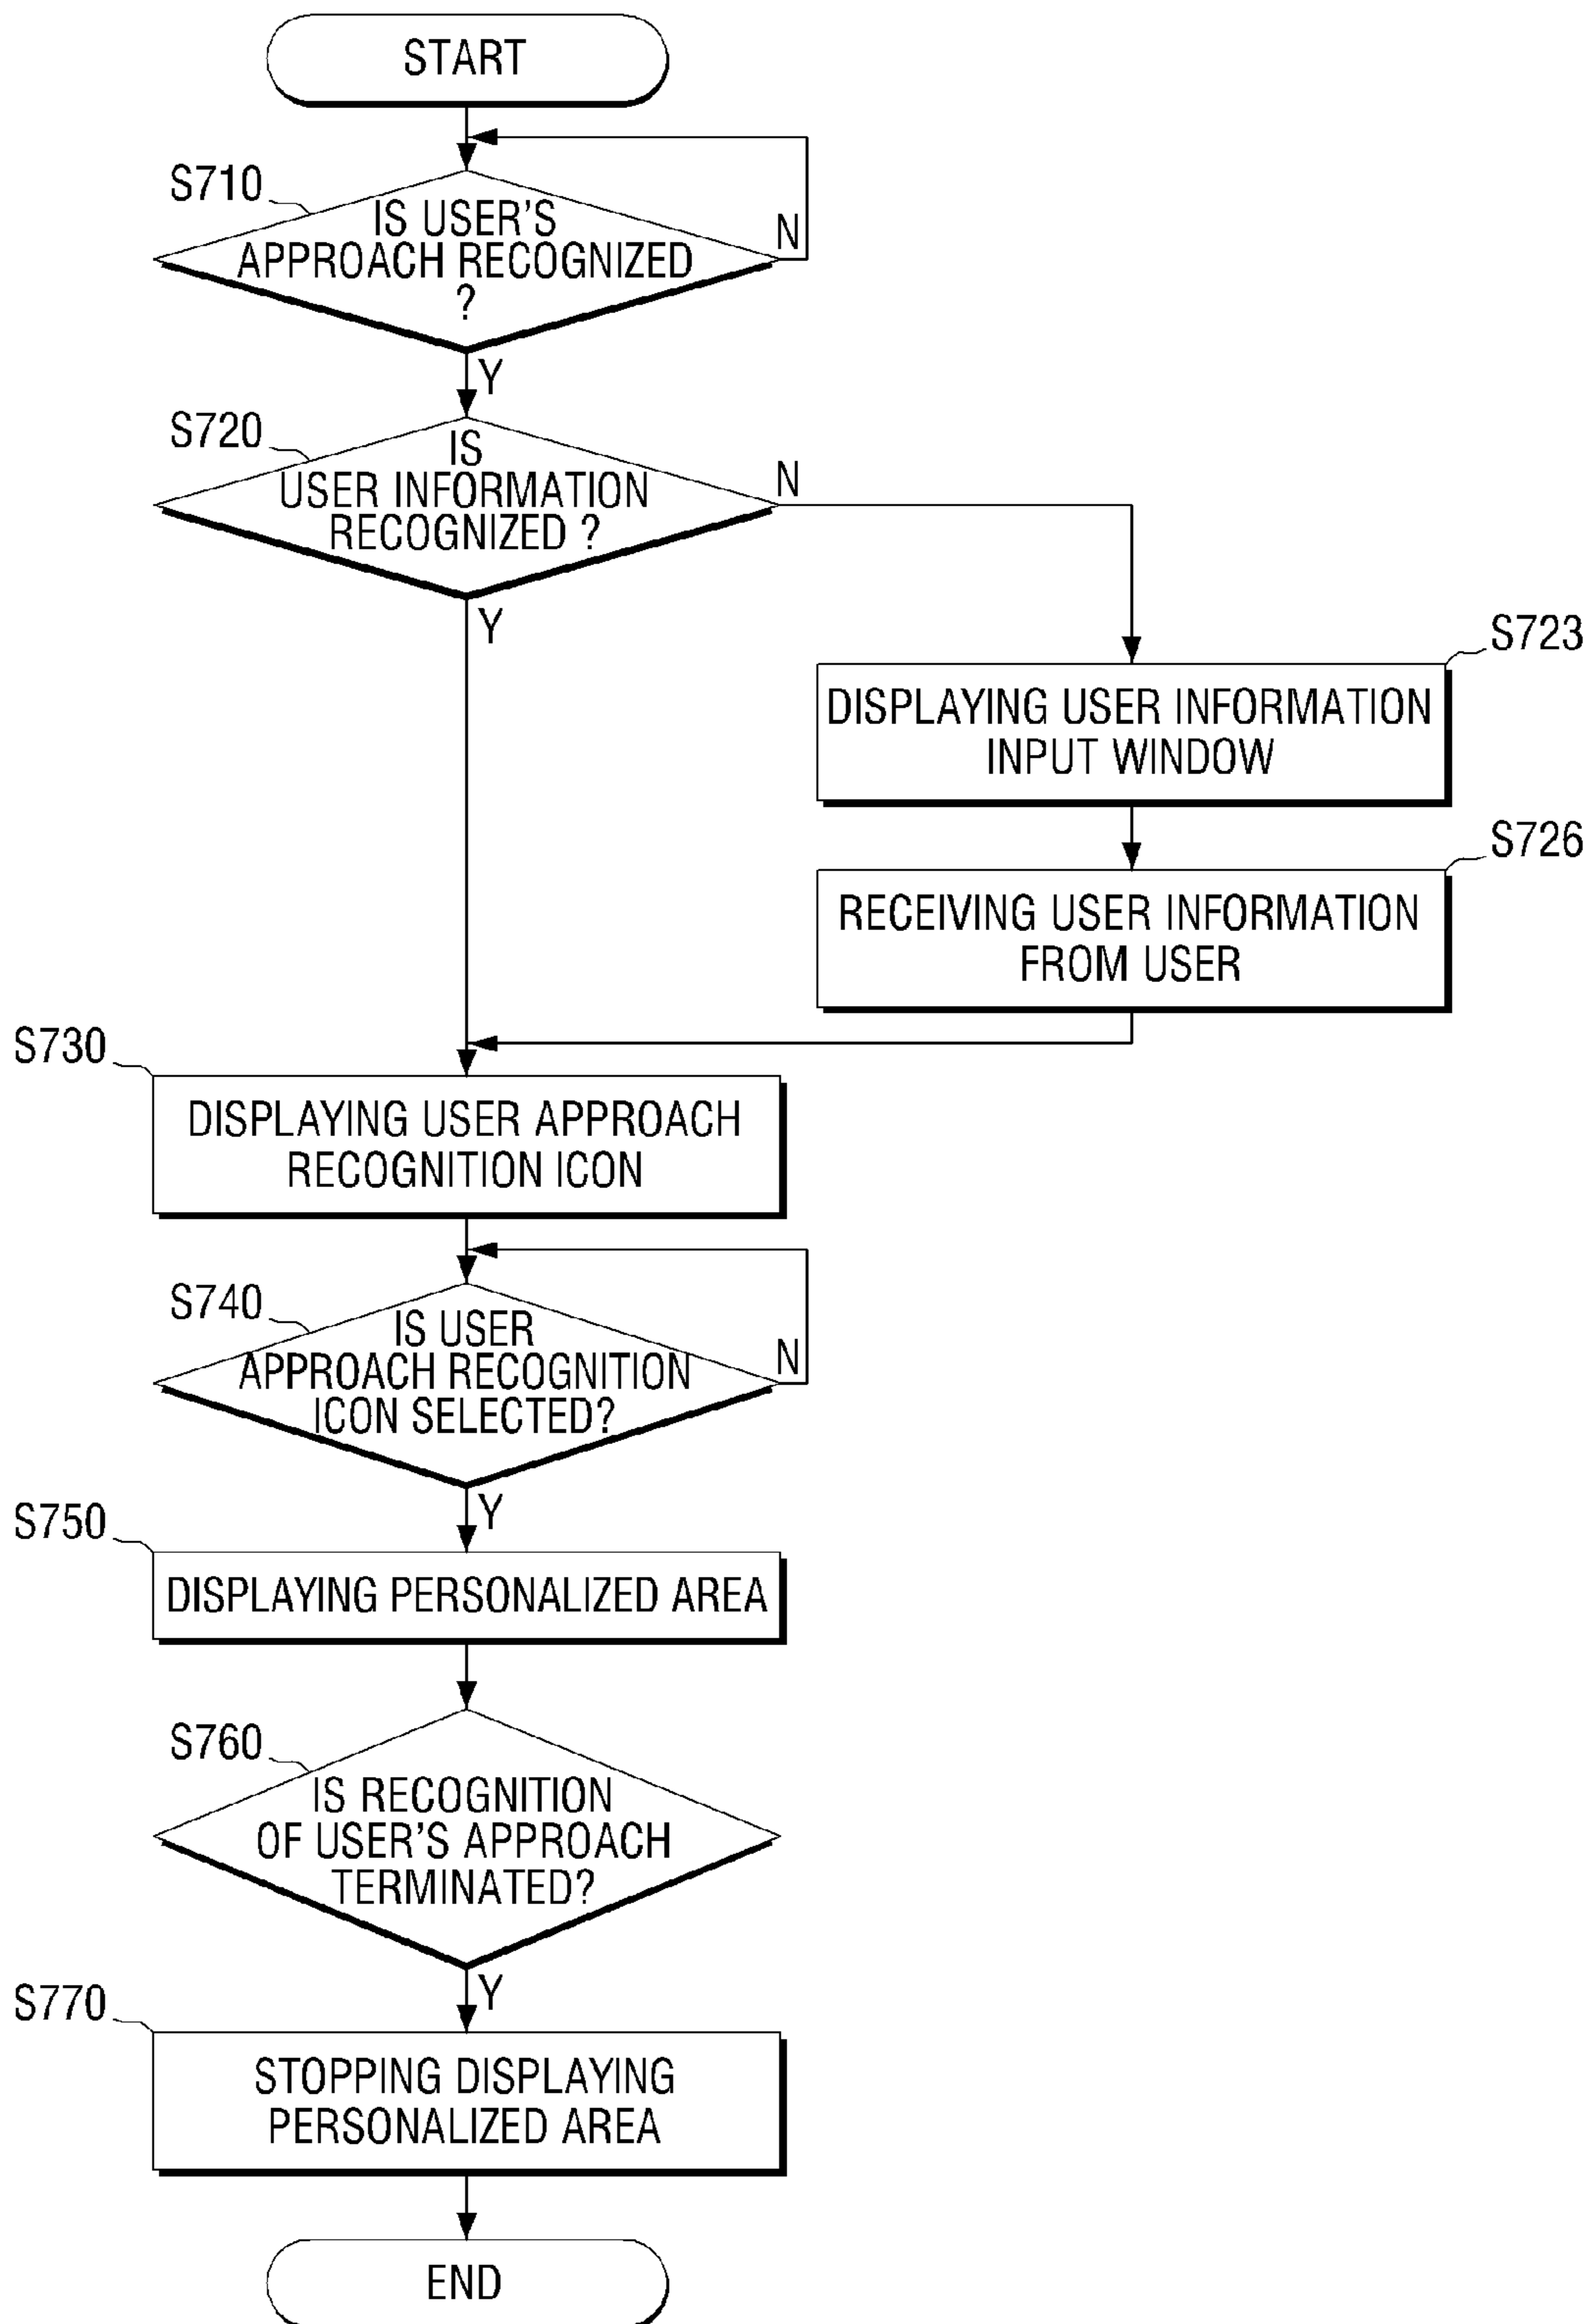 START
S710
IS USER'S
APPROACH RECOGNIZED
?
N
Y
S720
IS
USER INFORMATION
RECOGNIZED ?
N
Y
S723
DISPLAYING USER INFORMATION
INPUT WINDOW
S726
RECEIVING USER INFORMATION
FROM USER
S730
DISPLAYING USER APPROACH
RECOGNITION ICON
S740
IS USER
APPROACH RECOGNITION
ICON SELECTED?
N
Y
S750
DISPLAYING PERSONALIZED AREA
S760
IS RECOGNITION
OF USER'S APPROACH
TERMINATED?
Y
S770
STOPPING DISPLAYING
PERSONALIZED AREA
END